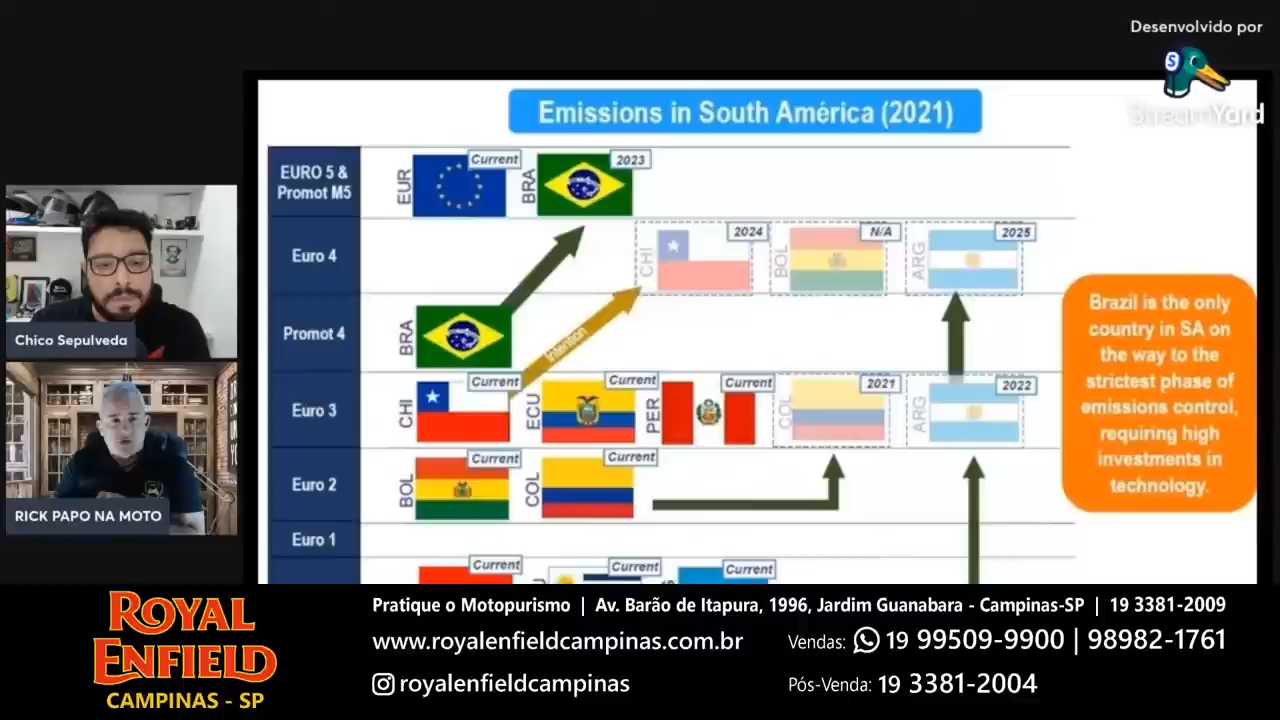 Desenvolvido por
StreamYard
Emissions in South América (2021)
EURO 5 &
Promot M5
EUR
Current
BRA
2023
Euro 4
CHI
2024
BOL
N/A
ARG
2025
Promot 4
BRA
Intention
Euro 3
CHI
Current
ECU
Current
PER
Current
COL
2021
ARG
2022
Euro 2
BOL
Current
COL
Current
Euro 1
Current
Current
Current
Brazil is the only
country in SA on
the way to the
strictest phase of
emissions control,
requiring high
investments in
technology.
Chico Sepulveda
RICK PAPO NA MOTO
ROYAL
ENFIELD
CAMPINAS - SP
Pratique o Motopurismo | Av. Barão de Itapura, 1996, Jardim Guanabara - Campinas-SP | 19 3381-2009
www.royalenfieldcampinas.com.br
Vendas: 19 99509-9900 | 98982-1761
royalenfieldcampinas
Pós-Venda: 19 3381-2004